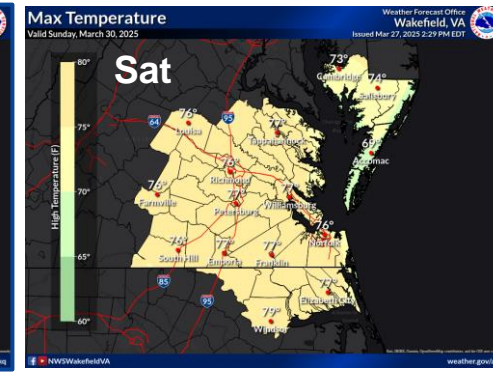 Max Temperature
Valid Sunday, March 30, 2025
Weather Forecast Office
Wakefield, VA
Issued Mar 27, 2025 2:29 PM EDT
Sat
80°
75°
70°
65°
60°
High Temperature (F)
73°
Cambridge
74°
Salisbury
76°
Louisa
77°
Tappahannock
69°
Accomac
76°
Richmond
76°
Farmville
77°
Petersburg
77°
Williamsburg
76°
Norfolk
76°
South Hill
77°
Emporia
77°
Franklin
77°
Elizabeth City
79°
Windsor
64
95
85
95
NWSWakefieldVA
weather.gov/a